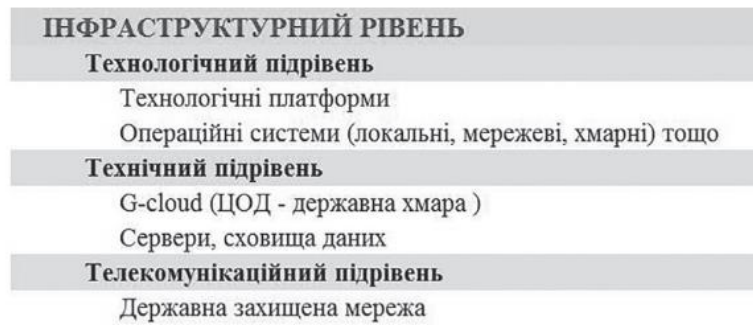 ІНФРАСТРУКТУРНИЙ РІВЕНЬ
Технологічний підрівень
Технологічні платформи
Операційні системи (локальні, мережеві, хмарні) тощо
Технічний підрівень
G-cloud (ЦОД - державна хмара )
Сервери, сховища даних
Телекомунікаційний підрівень
Державна захищена мережа